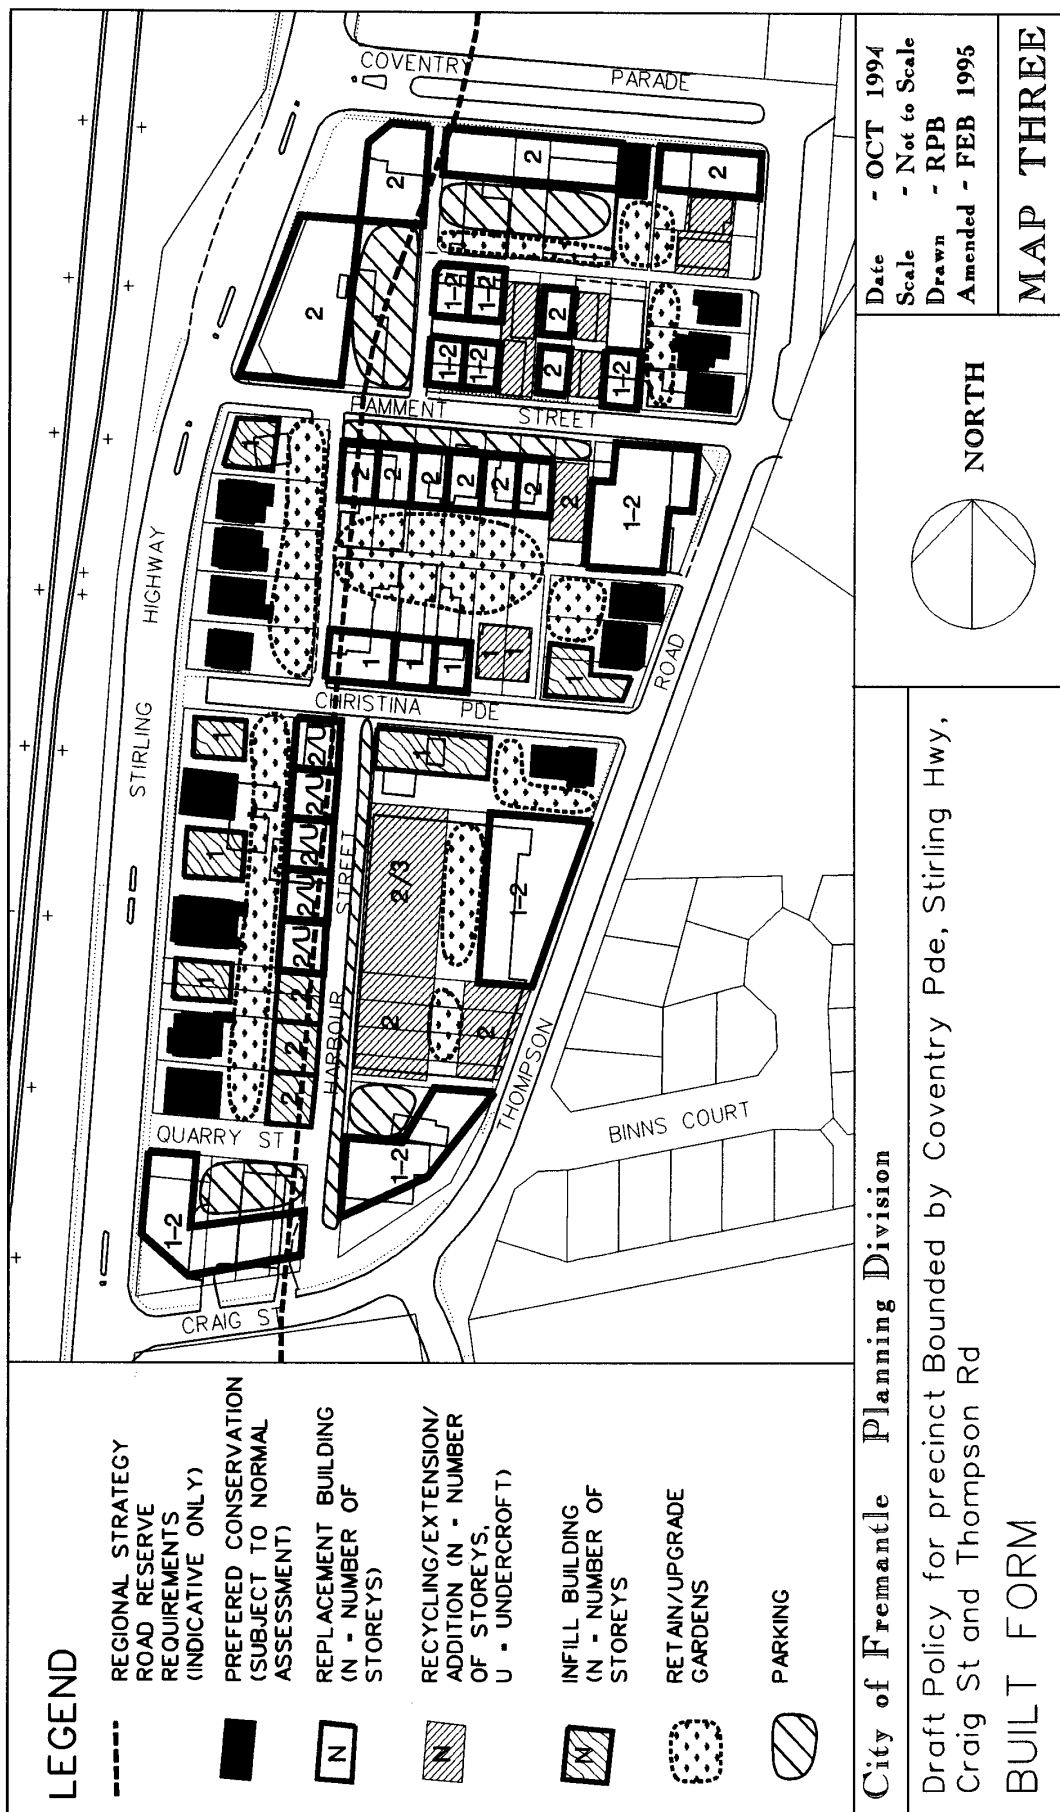 LEGEND
REGIONAL STRATEGY
ROAD RESERVE
REQUIREMENTS
(INDICATIVE ONLY)
PREFERED CONSERVATION
(SUBJECT TO NORMAL
ASSESSMENT)
N
REPLACEMENT BUILDING
(N - NUMBER OF
STOREYS)
N
RECYCLING/EXTENSION/
ADDITION (N - NUMBER
OF STOREYS,
U - UNDERCROFT)
N
INFILL BUILDING
(N - NUMBER OF
STOREYS
RETAIN/UPGRADE
GARDENS
PARKING
STIRLING HIGHWAY
COVENTRY PARADE
PAMMENT STREET
CHRISTINA PDE
HARBOUR STREET
QUARRY ST
CRAIG ST
THOMPSON ROAD
BINNS COURT
1-2
1
1
1
1
2
2
2
2/U
2/U
2/U
2/U
2/U
1-2
2
2
2/3
1-2
1
1
1
1
1
1
1
2
2
2
2
2
2
2
1-2
2
2
1-2
1-2
1-2
1-2
2
2
1-2
2
2
City of Fremantle Planning Division
Draft Policy for precinct Bounded by Coventry Pde, Stirling Hwy,
Craig St and Thompson Rd
BUILT FORM
NORTH
Date - OCT 1994
Scale - Not to Scale
Drawn - RPB
Amended - FEB 1995
MAP THREE